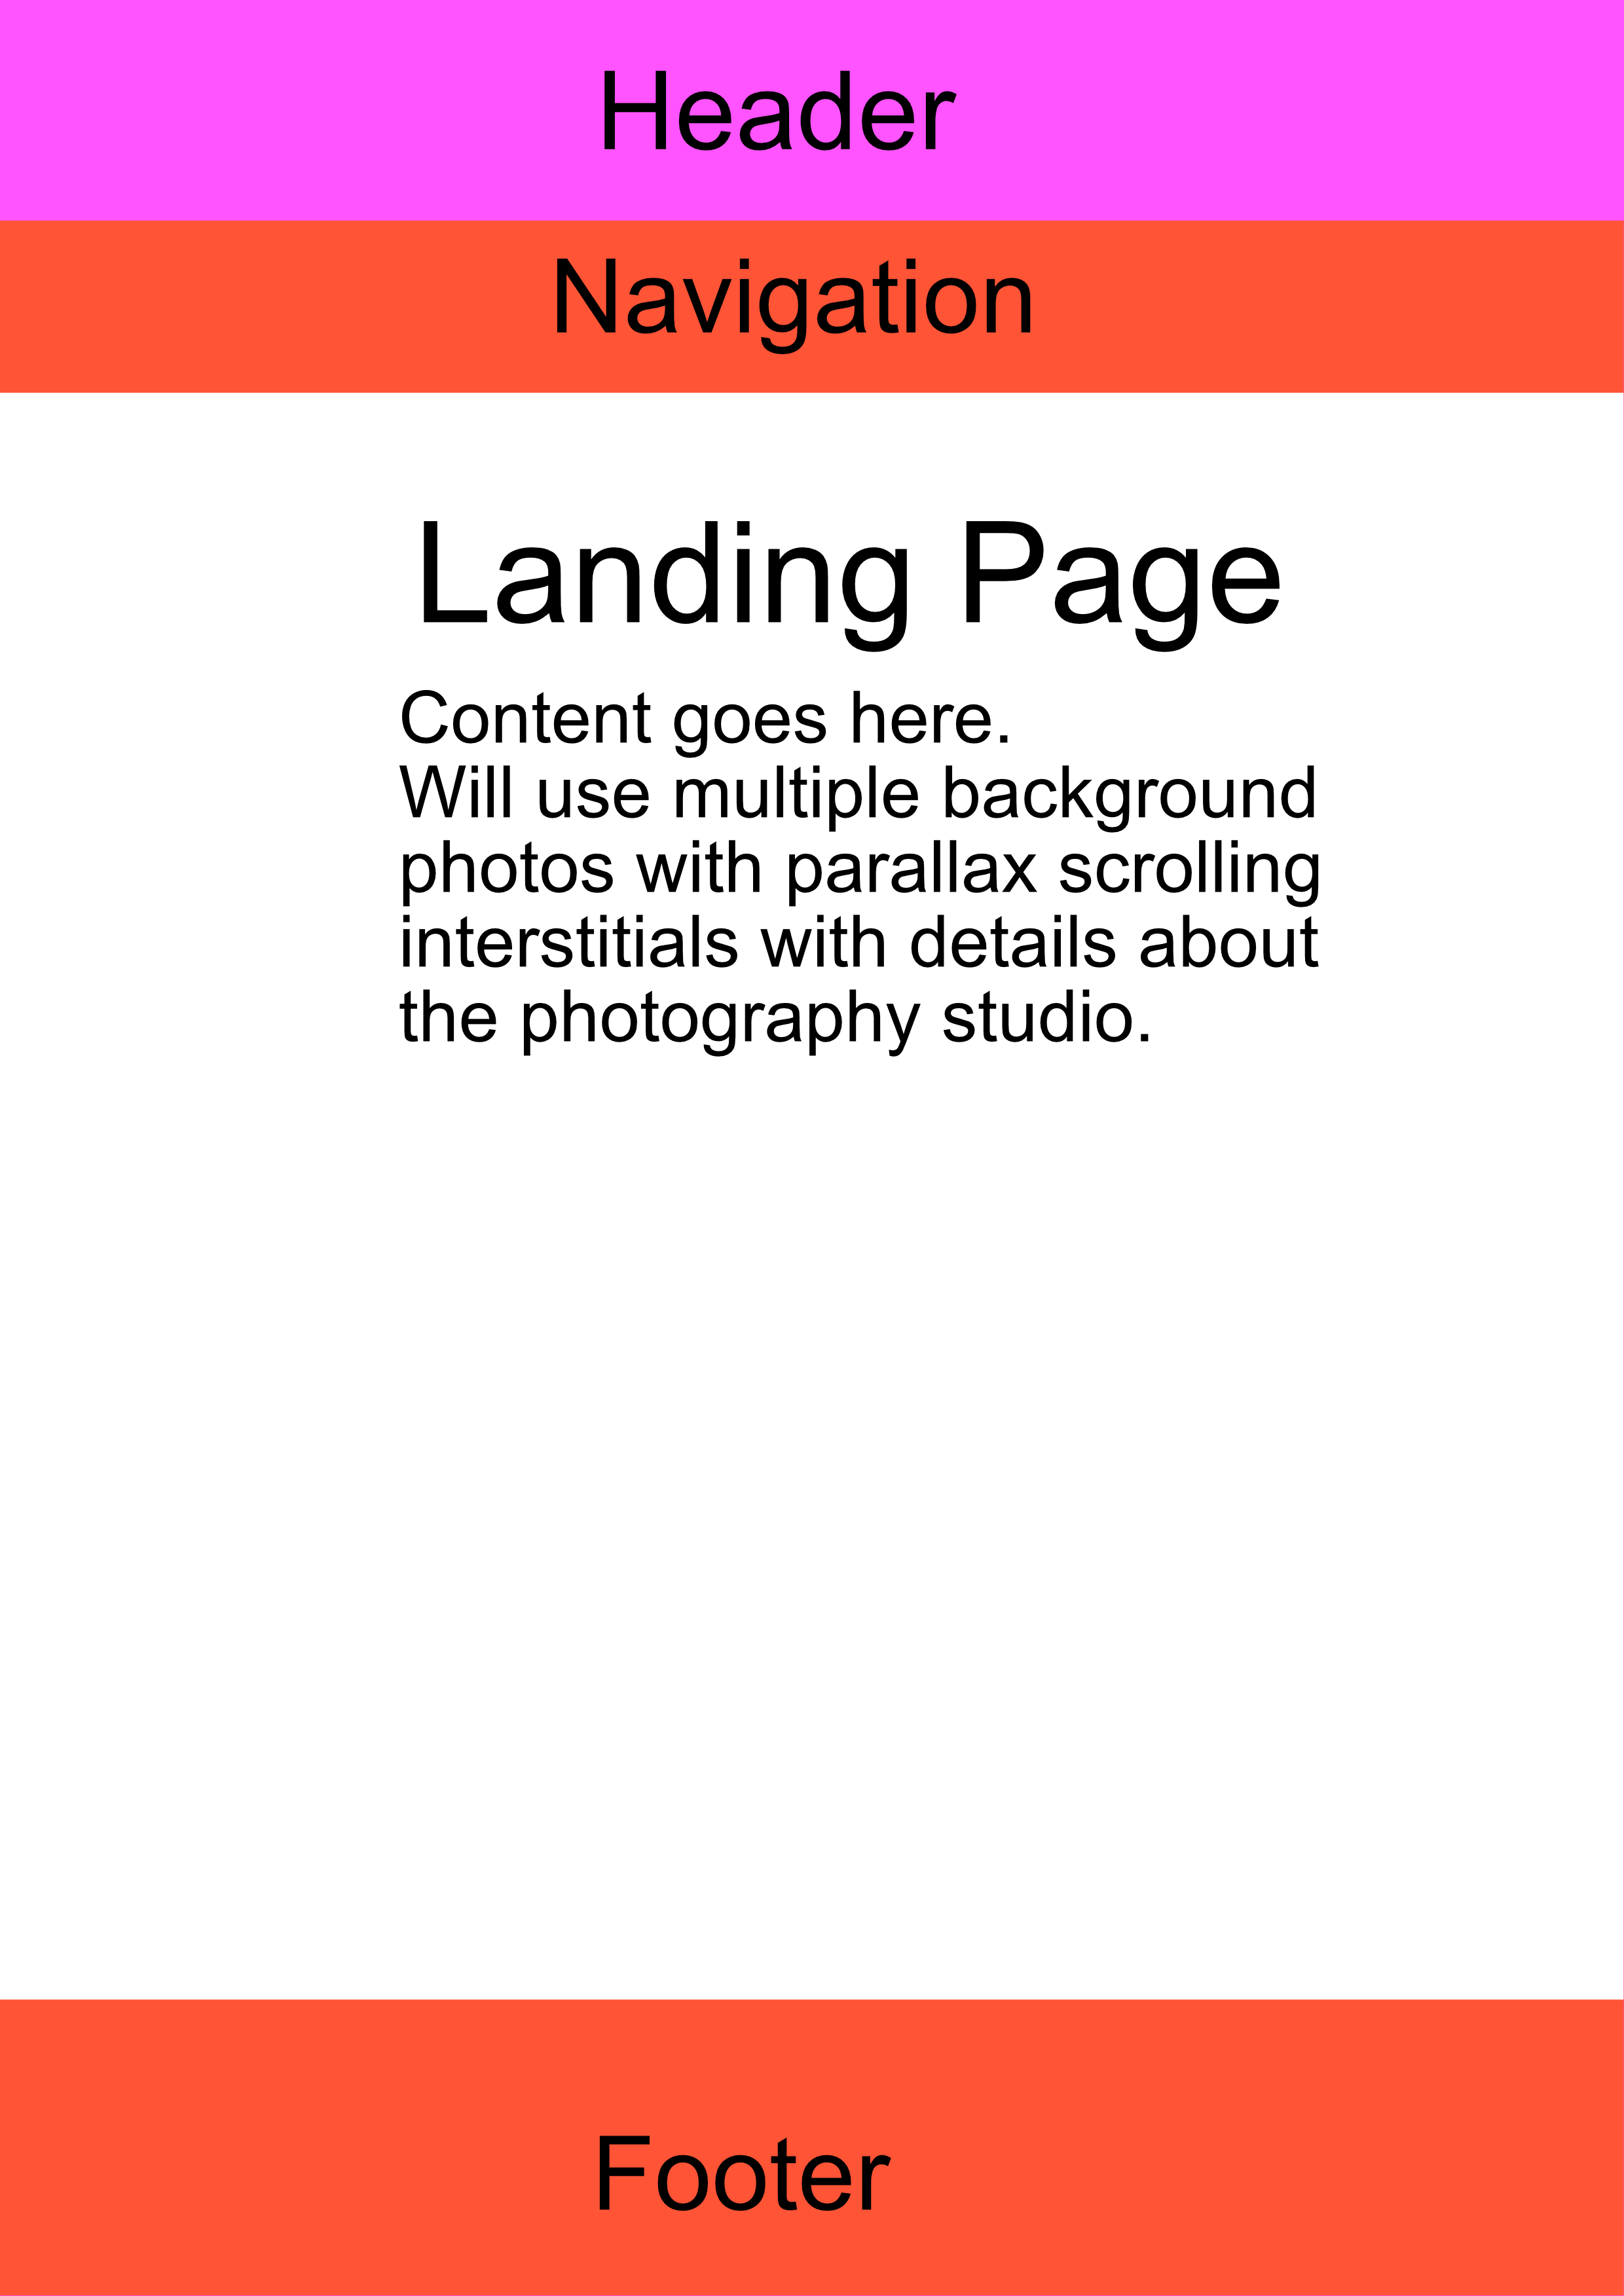 Header
Navigation
Landing Page
Content goes here.
Will use multiple background
photos with parallax scrolling
interstitials with details about
the photography studio.
Footer